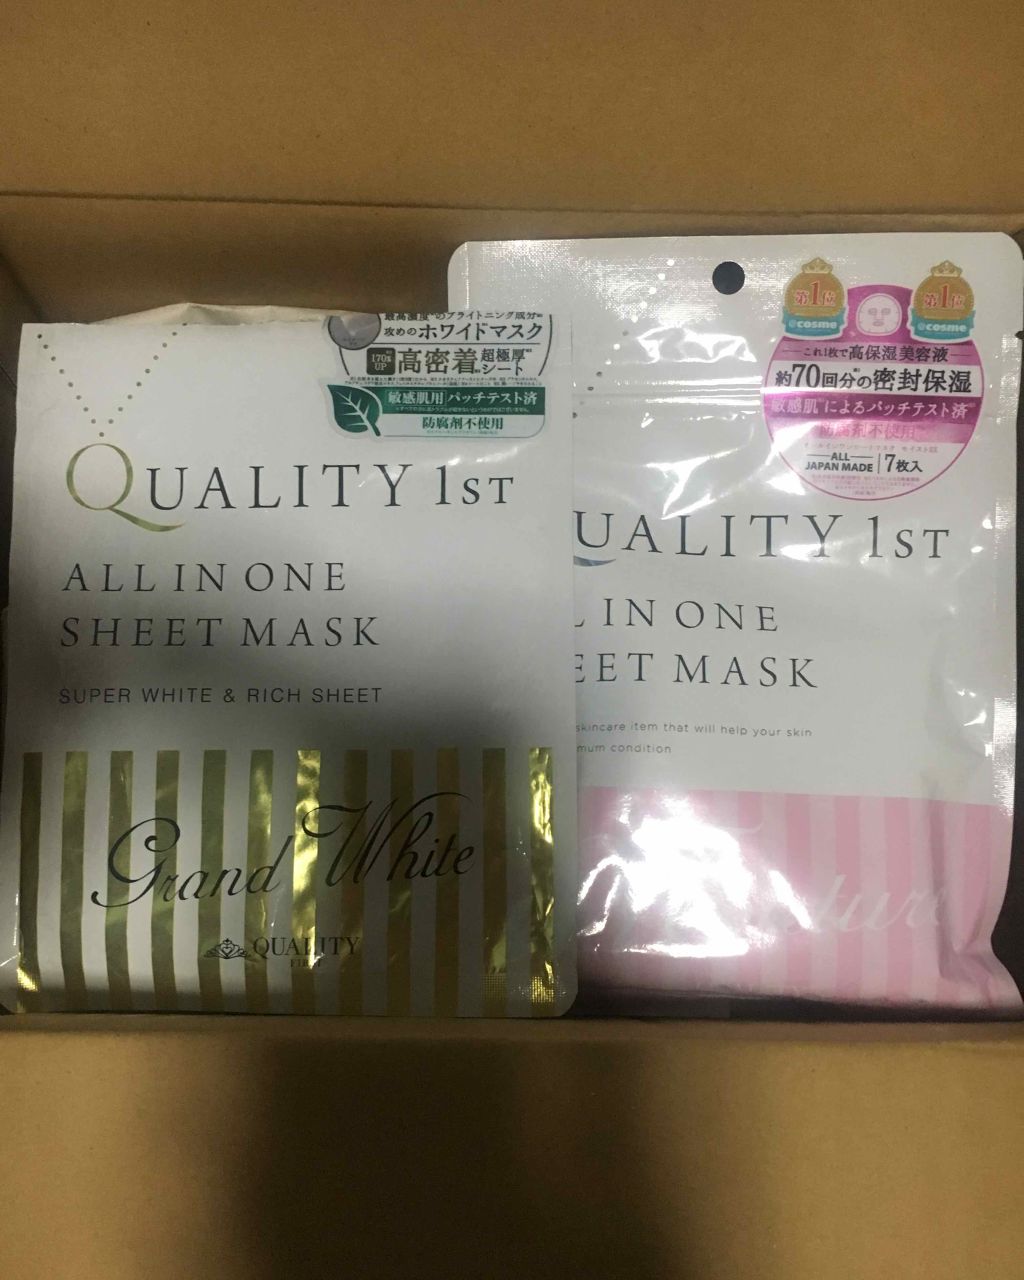 最高濃度*のブライトニング成分
攻めのホワイトマスク
170% UP
高密着 超極厚 シート
敏感肌用 パッチテスト済
防腐剤不使用
QUALITY 1ST
ALL IN ONE
SHEET MASK
SUPER WHITE & RICH SHEET
Grand White
QUALITY
FIRST
第1位
@cosme
第1位
@cosme
これ1枚で高保湿美容液
約70回分の密封保湿
敏感肌*によるパッチテスト済
防腐剤不使用
ALL
JAPAN MADE
7枚入
UALITY 1ST
L IN ONE
EET MASK
skincare item that will help your skin
mum condition